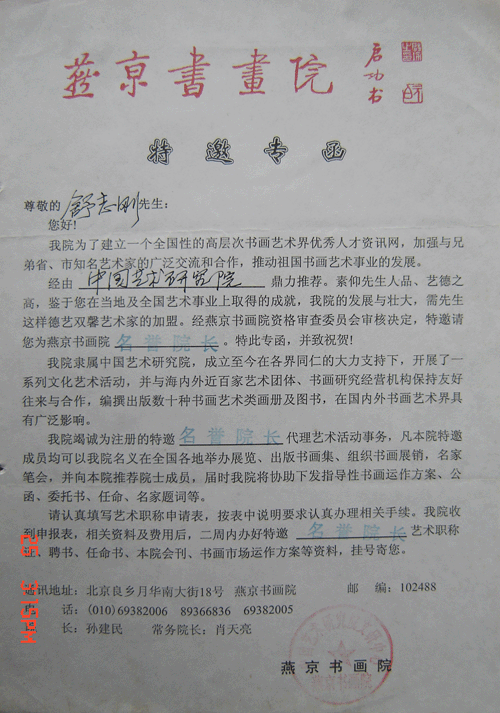 燕京書畫院 启功书
特邀专函
尊敬的 舒志刚 先生：
您好！
我院为了建立一个全国性的高层次书画艺术界优秀人才资讯网，加强与兄
弟省、市知名艺术家的广泛交流和合作，推动祖国书画艺术事业的发展。
经由 中国艺术研究院 鼎力推荐。素仰先生人品、艺德之
高，鉴于您在当地及全国艺术事业上取得的成就，我院的发展与壮大，需先生
这样德艺双馨艺术家的加盟。经燕京书画院资格审查委员会审核决定，特邀请
您为燕京书画院 名誉院长 。特此专函，并致祝贺！
我院隶属中国艺术研究院，成立至今在各界同仁的大力支持下，开展了一
系列文化艺术活动，并与海内外近百家艺术团体、书画研究经营机构保持友好
往来与合作，编撰出版数十种书画艺术类画册及图书，在国内外书画艺术界具
有广泛影响。
我院竭诚为注册的特邀 名誉院长 代理艺术活动事务，凡本院特邀
成员均可以我院名义在全国各地举办展览、出版书画集、组织书画展销，名家
笔会，并向本院推荐院士成员，届时我院将协助下发指导性书画运作方案、公
函、委托书、任命、名家题词等。
请认真填写艺术职称申请表，按表中说明要求认真办理相关手续。我院收
到申报表，相关资料及费用后，二周内办好特邀 名誉院长 艺术职称
证、聘书、任命书、本院会刊、书画市场运作方案等资料，挂号寄您。
通讯地址：北京良乡月华南大街18号 燕京书画院 邮 编：102488
话：(010)69382006 89366836 69382005
长：孙建民 常务院长：肖天亮
燕京书画院